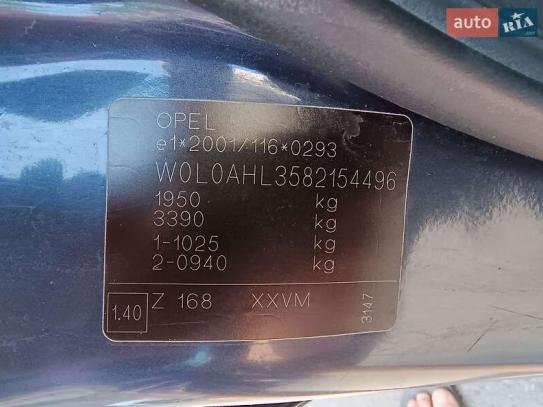 auto RIA
.com
OPEL
e1*2001/116*0293
W0L0AHL3582154496
1950 kg
3390 kg
1-1025 kg
2-0940 kg
1.40 Z 168 XXVM 3147